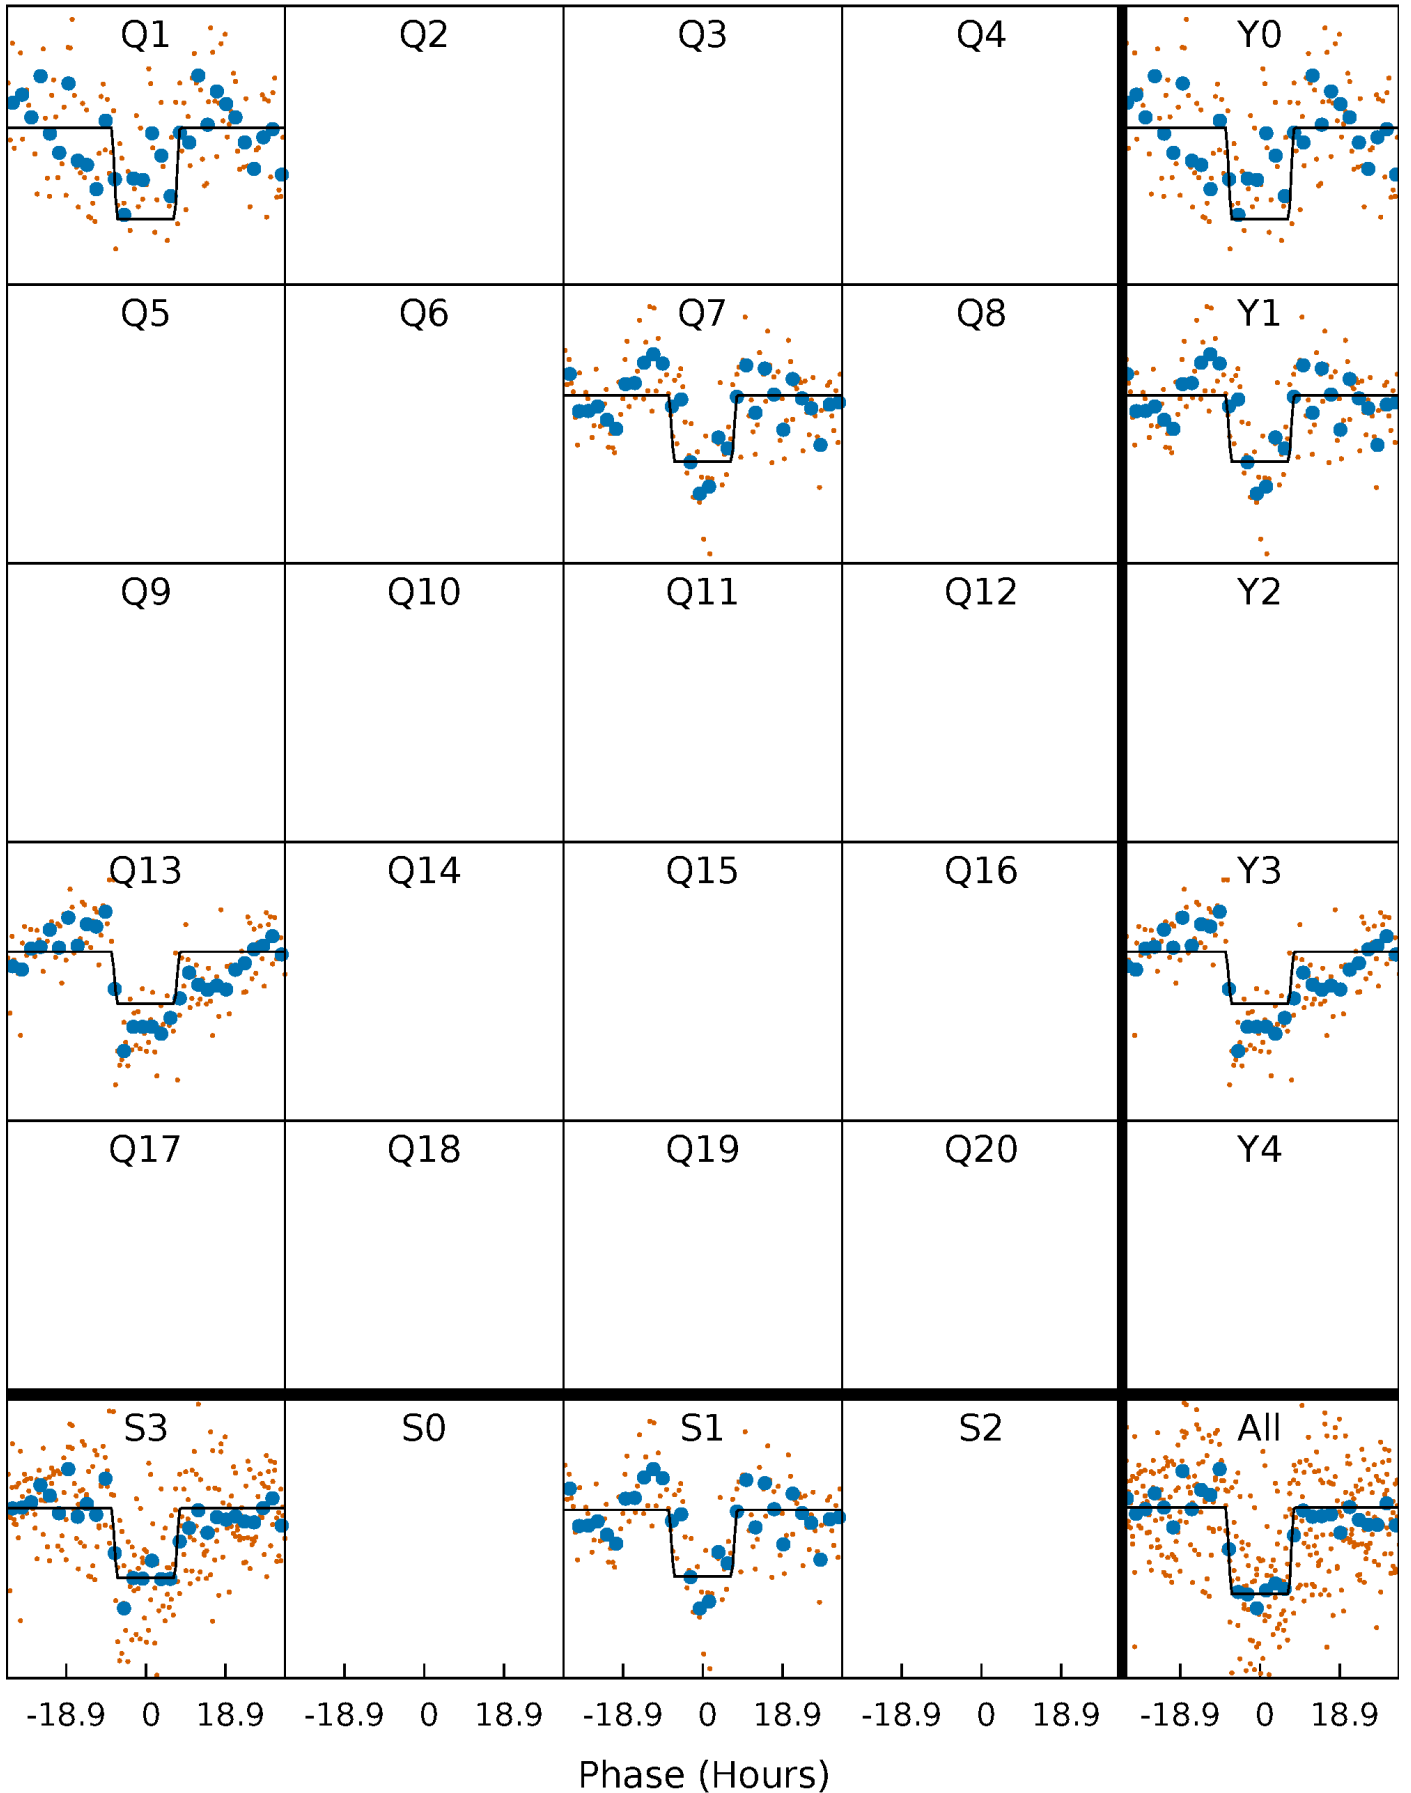 Q1 Q2 Q3 Q4 Y0
Q5 Q6 Q7 Q8 Y1
Q9 Q10 Q11 Q12 Y2
Q13 Q14 Q15 Q16 Y3
Q17 Q18 Q19 Q20 Y4
S3 S0 S1 S2 All
-18.9 0 18.9 -18.9 0 18.9 -18.9 0 18.9 -18.9 0 18.9 -18.9 0 18.9
Phase (Hours)